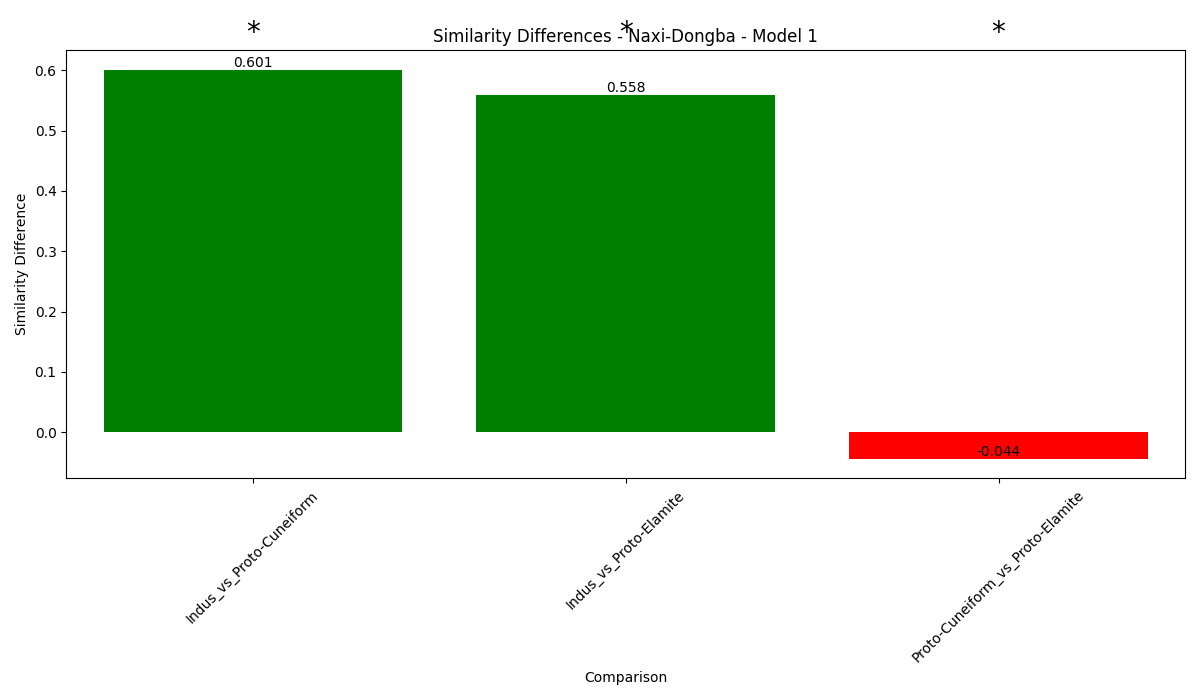 * * *
Similarity Differences - Naxi-Dongba - Model 1
0.601
0.558
-0.044
0.6
0.5
0.4
0.3
0.2
0.1
0.0
Similarity Difference
Indus_vs_Proto-Cuneiform
Indus_vs_Proto-Elamite
Proto-Cuneiform_vs_Proto-Elamite
Comparison